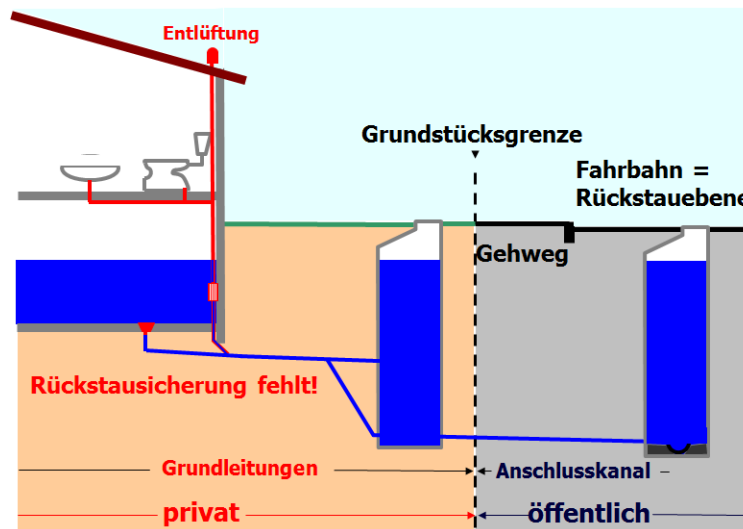 Entlüftung
Grundstücksgrenze
Fahrbahn =
Rückstauebene
Gehweg
Rückstausicherung fehlt!
Grundleitungen
Anschlusskanal
privat
öffentlich